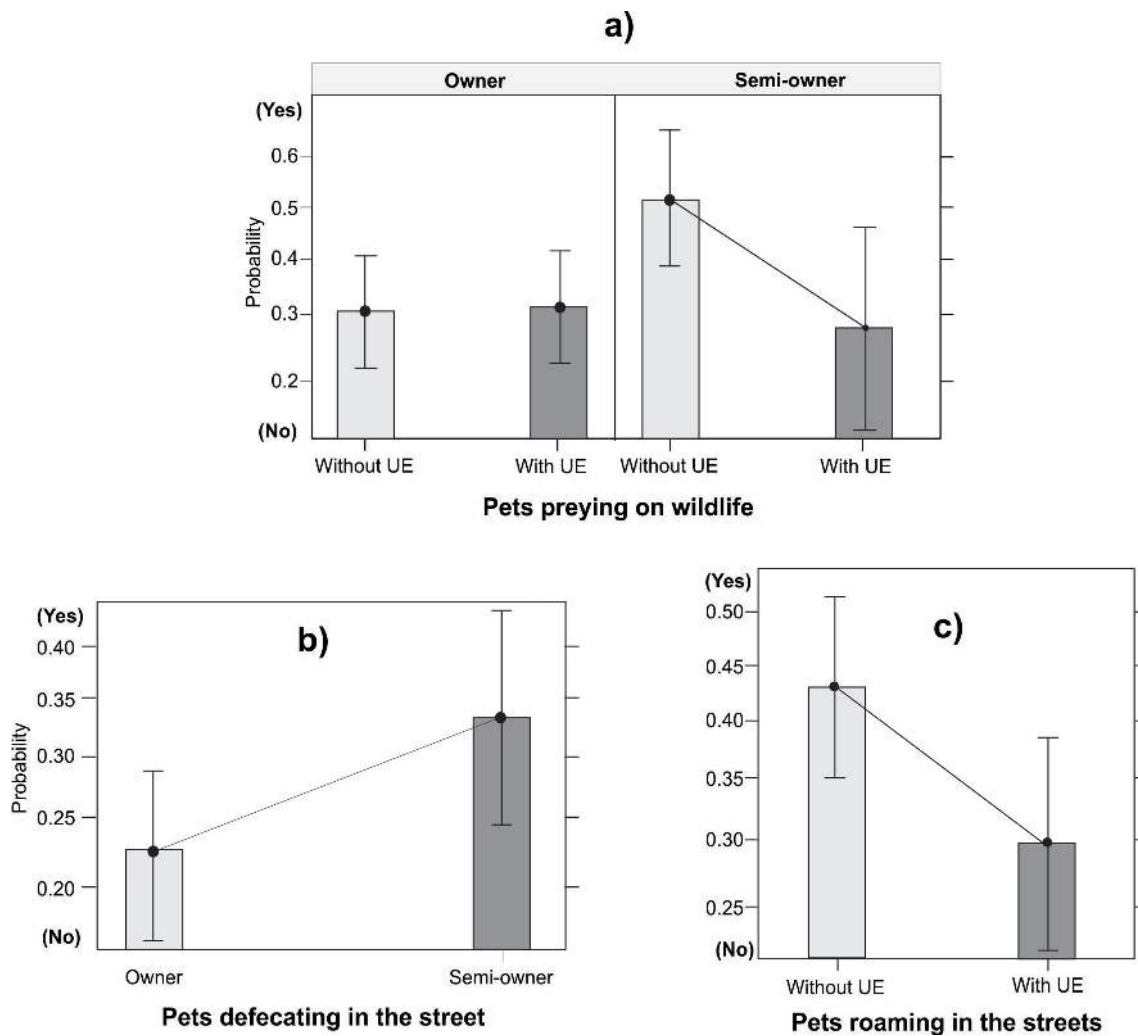 a)
Owner Semi-owner
(Yes)
0.6
0.5
0.4
0.3
0.2
(No)
Probability
Without UE With UE Without UE With UE
Pets preying on wildlife
b)
(Yes)
0.40
0.35
0.30
0.25
0.20
(No)
Probability
Owner Semi-owner
Pets defecating in the street
c)
(Yes)
0.50
0.45
0.40
0.35
0.30
0.25
(No)
Without UE With UE
Pets roaming in the streets